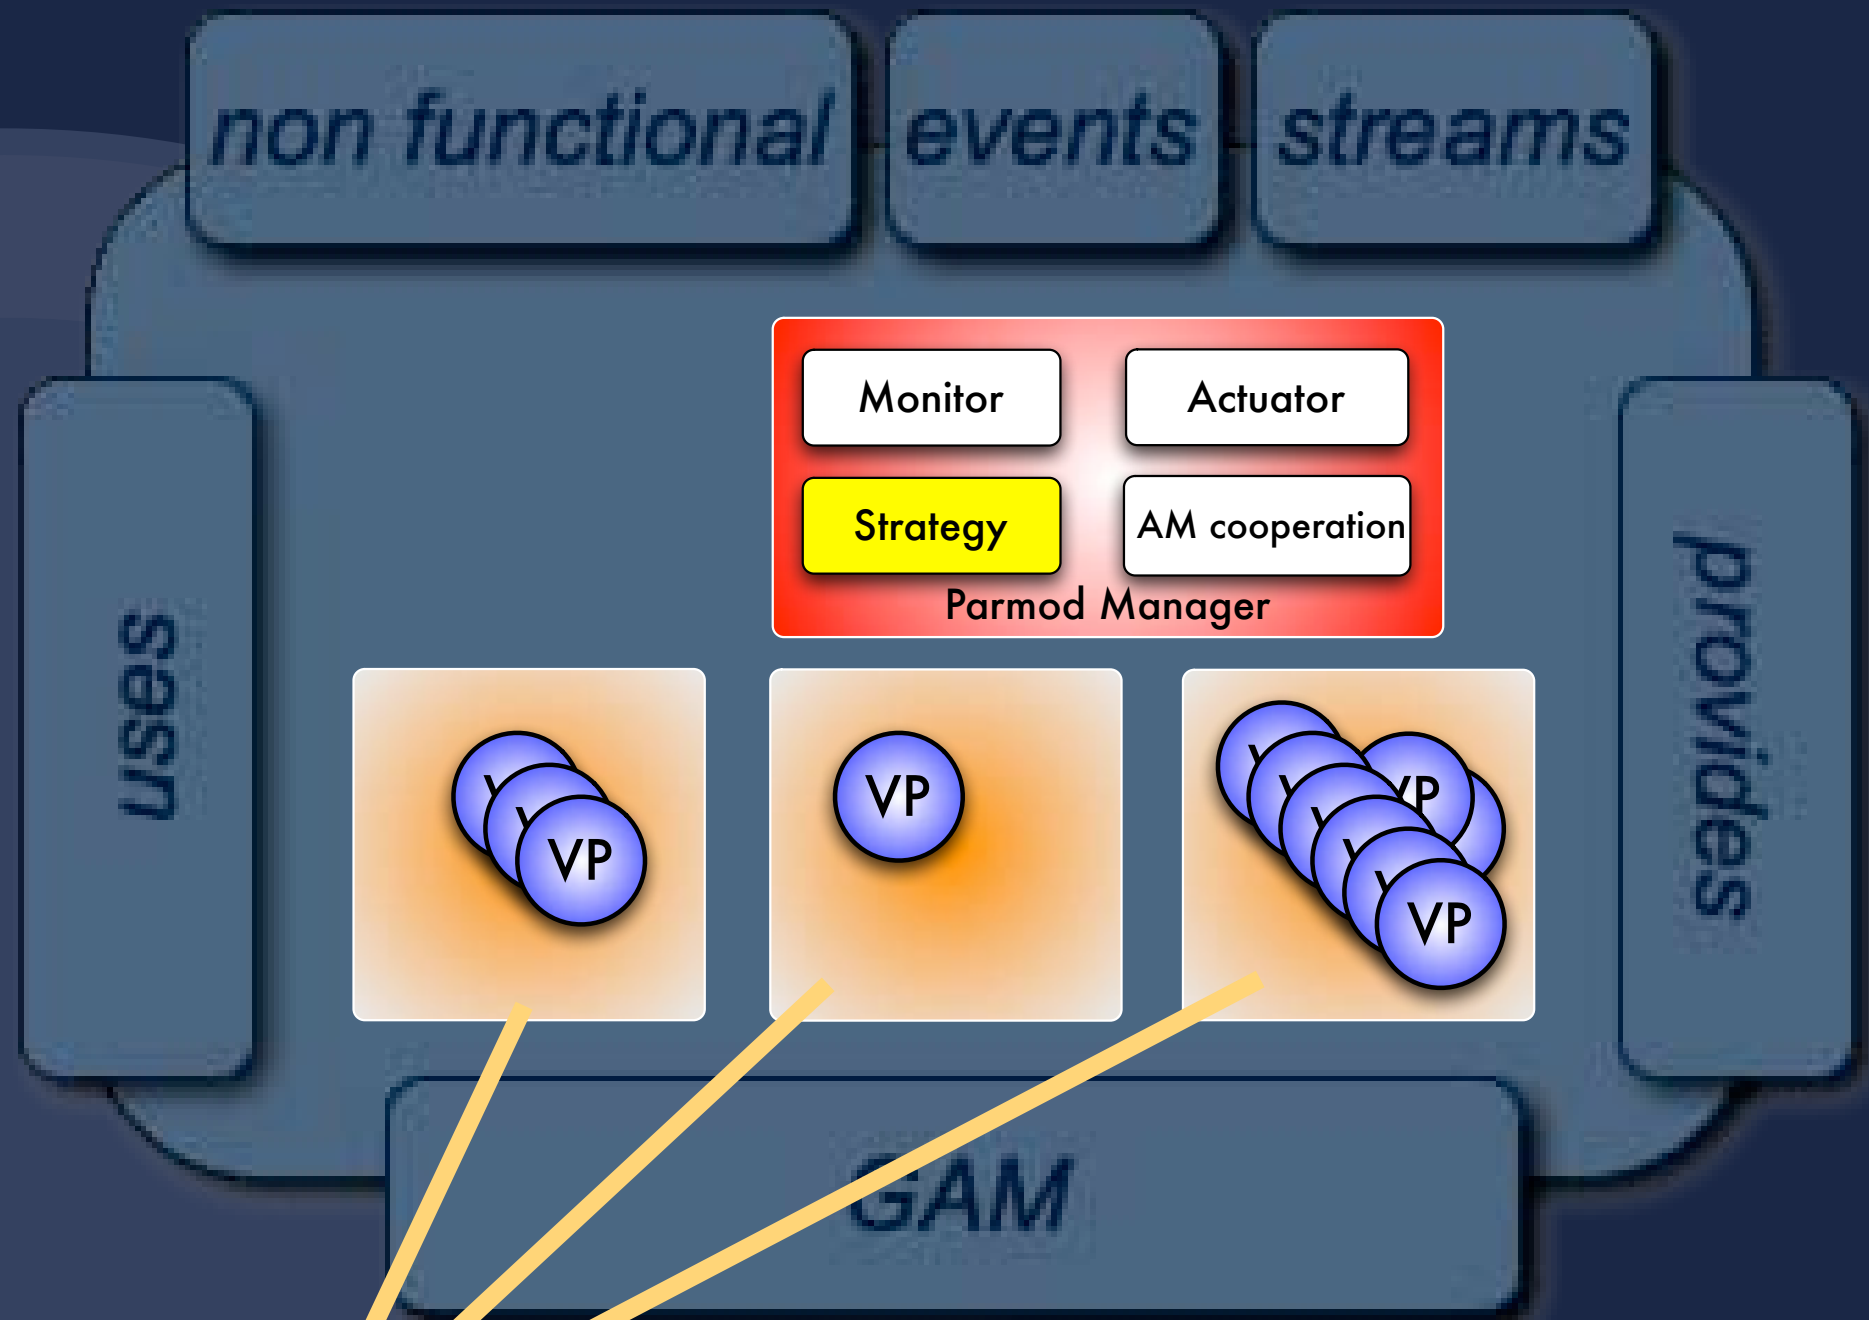 non functional
events
streams
Monitor
Actuator
Strategy
AM cooperation
Parmod Manager
uses
provides
VP
VP
VP
VP
GAM